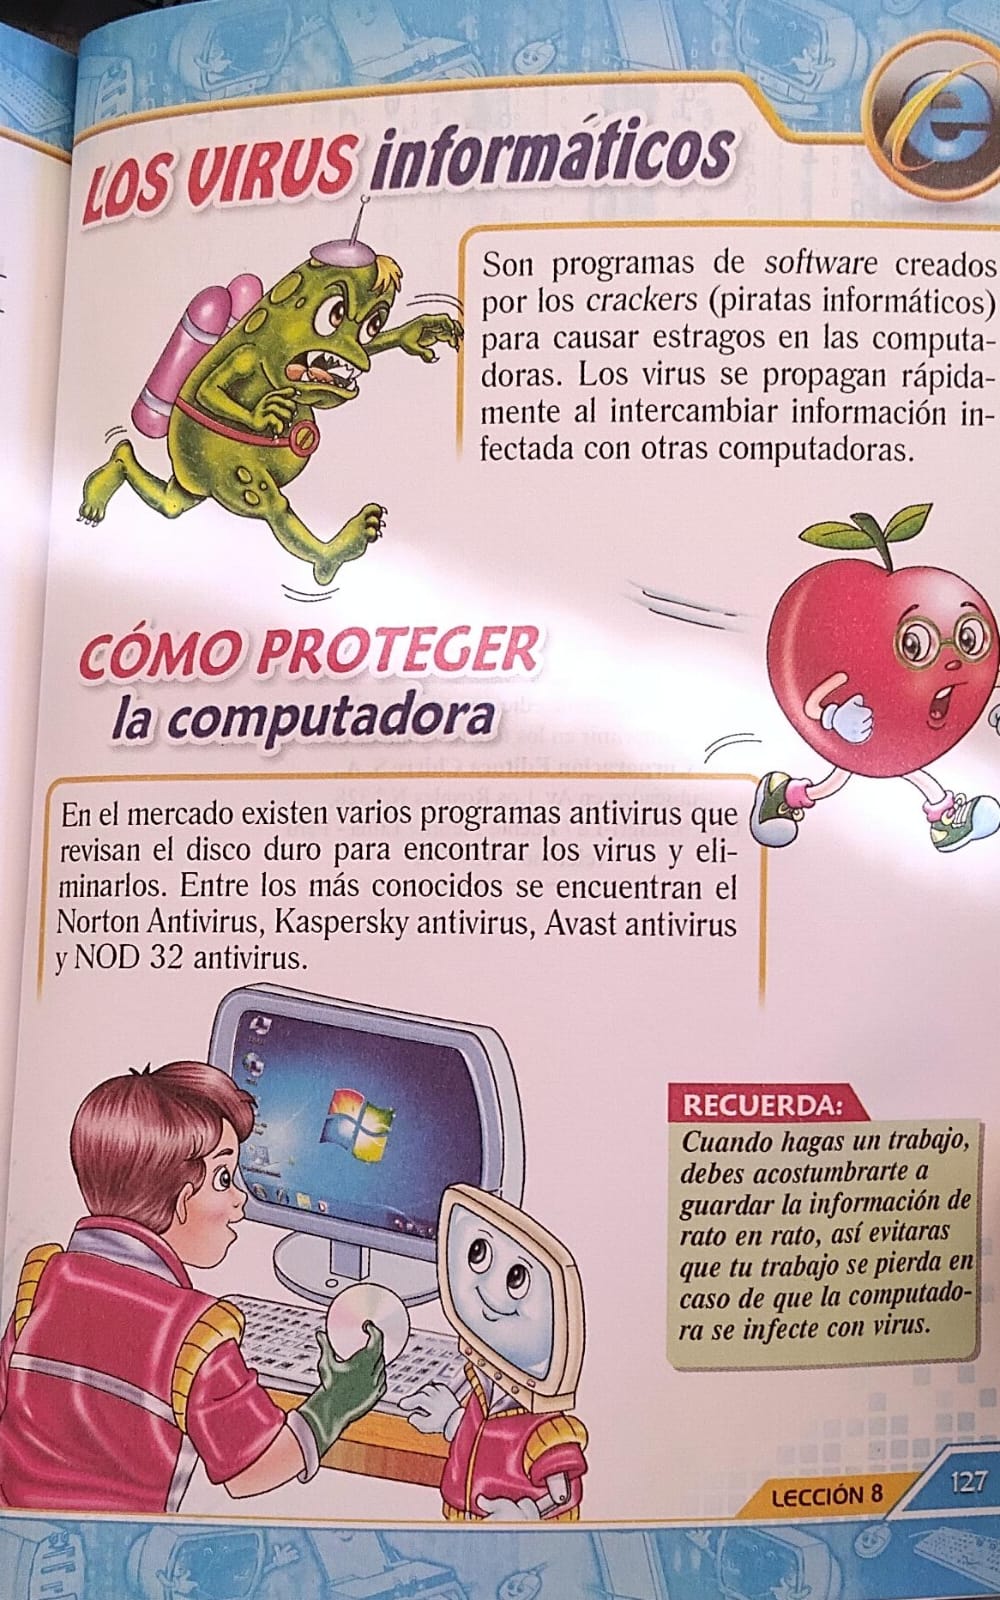 LOS VIRUS informáticos
Son programas de software creados
por los crackers (piratas informáticos)
para causar estragos en las computa-
doras. Los virus se propagan rápida-
mente al intercambiar información in-
fectada con otras computadoras.
CÓMO PROTEGER
la computadora
En el mercado existen varios programas antivirus que
revisan el disco duro para encontrar los virus y eli-
minarlos. Entre los más conocidos se encuentran el
Norton Antivirus, Kaspersky antivirus, Avast antivirus
y NOD 32 antivirus.
RECUERDA:
Cuando hagas un trabajo,
debes acostumbrarte a
guardar la información de
rato en rato, así evitaras
que tu trabajo se pierda en
caso de que la computado-
ra se infecte con virus.
LECCIÓN 8
127